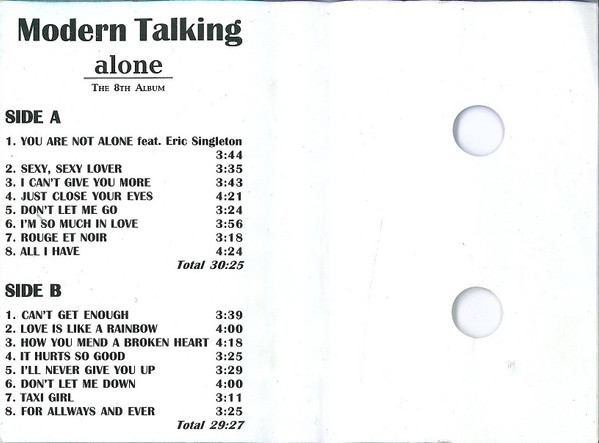 Modern Talking
alone
THE 8TH ALBUM
SIDE A
1. YOU ARE NOT ALONE feat. Eric Singleton
3:44
2. SEXY, SEXY LOVER 3:35
3. I CAN'T GIVE YOU MORE 3:43
4. JUST CLOSE YOUR EYES 4:21
5. DON'T LET ME GO 3:24
6. I'M SO MUCH IN LOVE 3:56
7. ROUGE ET NOIR 3:18
8. ALL I HAVE 4:24
Total 30:25
SIDE B
1. CAN'T GET ENOUGH 3:39
2. LOVE IS LIKE A RAINBOW 4:00
3. HOW YOU MEND A BROKEN HEART 4:18
4. IT HURTS SO GOOD 3:25
5. I'LL NEVER GIVE YOU UP 3:29
6. DON'T LET ME DOWN 4:00
7. TAXI GIRL 3:11
8. FOR ALLWAYS AND EVER 3:25
Total 29:27